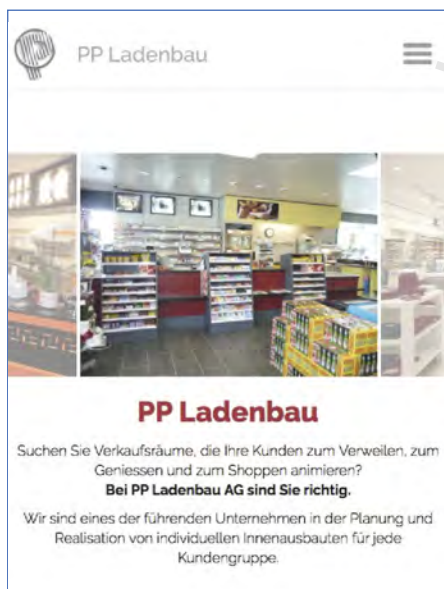 PP Ladenbau
PP Ladenbau
Suchen Sie Verkaufsräume, die Ihre Kunden zum Verweilen, zum
Geniessen und zum Shoppen animieren?
Bei PP Ladenbau AG sind Sie richtig.
Wir sind eines der führenden Unternehmen in der Planung und
Realisation von individuellen Innenausbauten für jede
Kundengruppe.